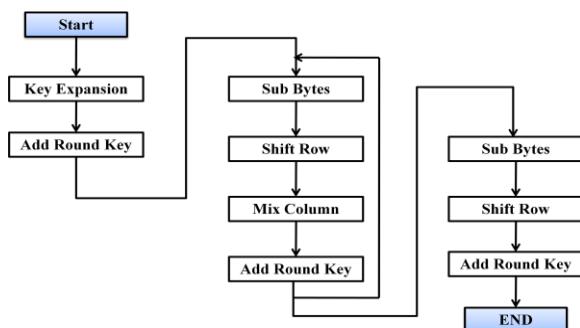 Start
Key Expansion
Add Round Key
Sub Bytes
Shift Row
Mix Column
Add Round Key
Sub Bytes
Shift Row
Add Round Key
END